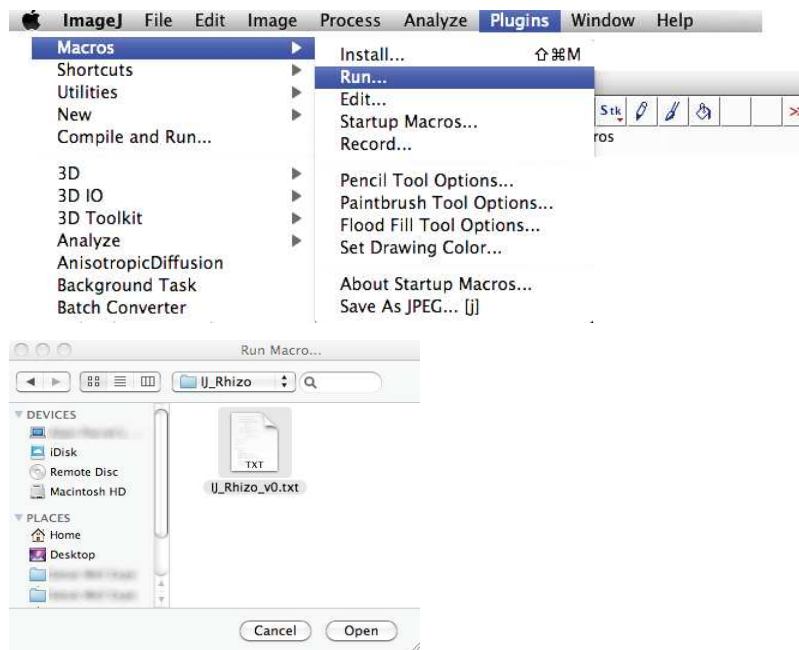 ImageJ File Edit Image Process Analyze Plugins Window Help
Macros
Shortcuts
Utilities
New
Compile and Run...
3D
3D IO
3D Toolkit
Analyze
AnisotropicDiffusion
Background Task
Batch Converter
Install... ⇧⌘M
Run...
Edit...
Startup Macros...
Record...
Pencil Tool Options...
Paintbrush Tool Options...
Flood Fill Tool Options...
Set Drawing Color...
About Startup Macros...
Save As JPEG... [j]
Stk
>>
ros
Run Macro...
IJ_Rhizo
DEVICES
iDisk
Remote Disc
Macintosh HD
PLACES
Home
Desktop
TXT
IJ_Rhizo_v0.txt
Cancel Open